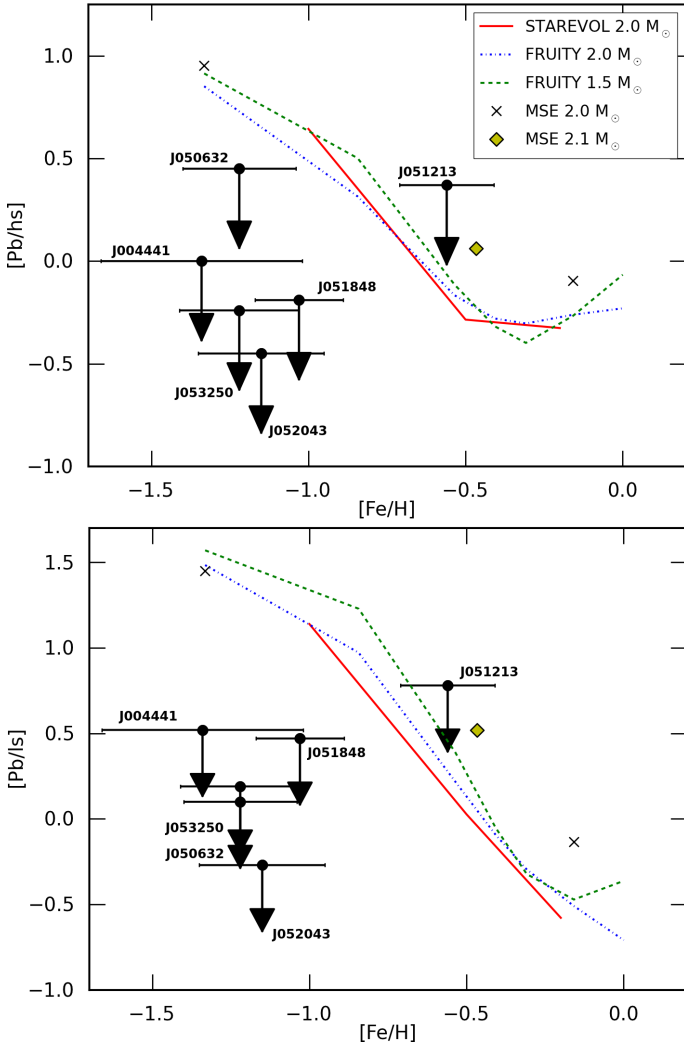 STAREVOL 2.0 M☉
FRUITY 2.0 M☉
FRUITY 1.5 M☉
MSE 2.0 M☉
MSE 2.1 M☉
1.0
0.5
0.0
−0.5
−1.0
[Pb/hs]
J050632
J051213
J004441
J051848
J053250
J052043
−1.5
−1.0
−0.5
0.0
[Fe/H]
1.5
1.0
0.5
0.0
−0.5
−1.0
[Pb/ls]
J051213
J004441
J051848
J053250
J050632
J052043
−1.5
−1.0
−0.5
0.0
[Fe/H]